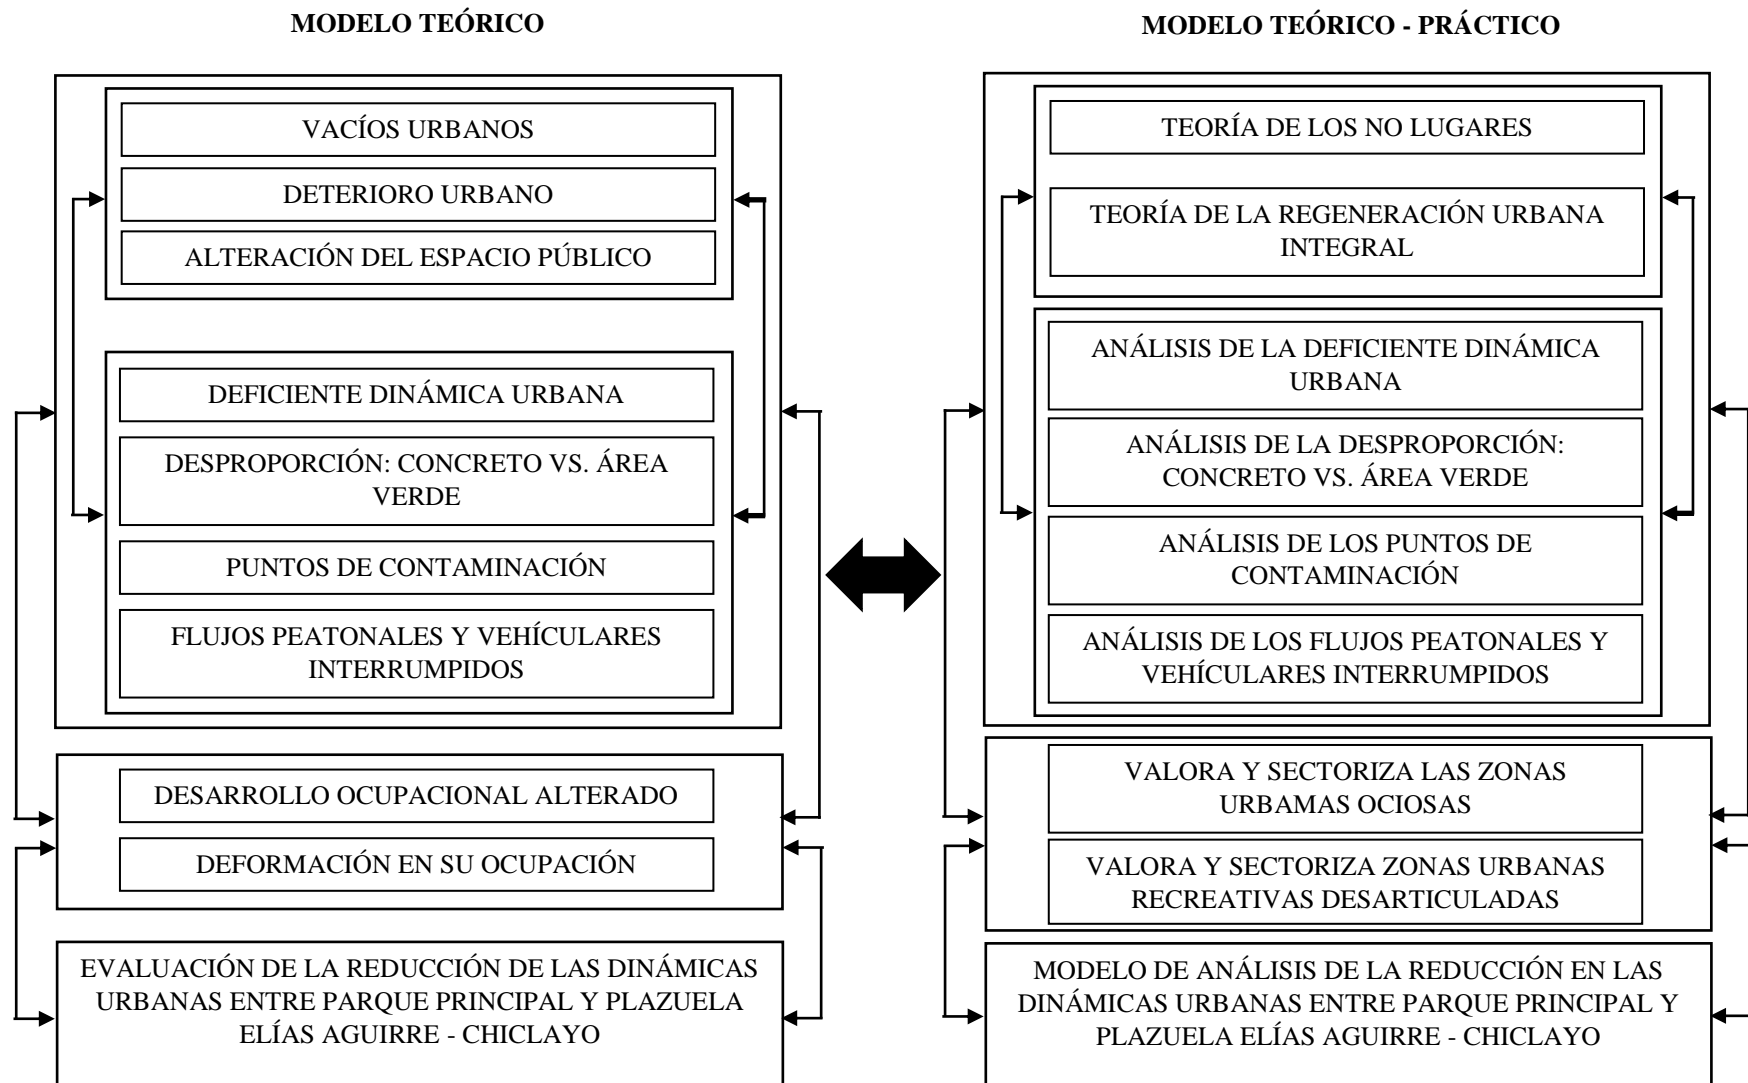 MODELO TEÓRICO
VACÍOS URBANOS
DETERIORO URBANO
ALTERACIÓN DEL ESPACIO PÚBLICO
DEFICIENTE DINÁMICA URBANA
DESPROPORCIÓN: CONCRETO VS. ÁREA
VERDE
PUNTOS DE CONTAMINACIÓN
FLUJOS PEATONALES Y VEHÍCULARES
INTERRUMPIDOS
DESARROLLO OCUPACIONAL ALTERADO
DEFORMACIÓN EN SU OCUPACIÓN
EVALUACIÓN DE LA REDUCCIÓN DE LAS DINÁMICAS
URBANAS ENTRE PARQUE PRINCIPAL Y PLAZUELA
ELÍAS AGUIRRE - CHICLAYO
MODELO TEÓRICO - PRÁCTICO
TEORÍA DE LOS NO LUGARES
TEORÍA DE LA REGENERACIÓN URBANA
INTEGRAL
ANÁLISIS DE LA DEFICIENTE DINÁMICA
URBANA
ANÁLISIS DE LA DESPROPORCIÓN:
CONCRETO VS. ÁREA VERDE
ANÁLISIS DE LOS PUNTOS DE
CONTAMINACIÓN
ANÁLISIS DE LOS FLUJOS PEATONALES Y
VEHÍCULARES INTERRUMPIDOS
VALORA Y SECTORIZA LAS ZONAS
URBAMAS OCIOSAS
VALORA Y SECTORIZA ZONAS URBANAS
RECREATIVAS DESARTICULADAS
MODELO DE ANÁLISIS DE LA REDUCCIÓN EN LAS
DINÁMICAS URBANAS ENTRE PARQUE PRINCIPAL Y
PLAZUELA ELÍAS AGUIRRE - CHICLAYO